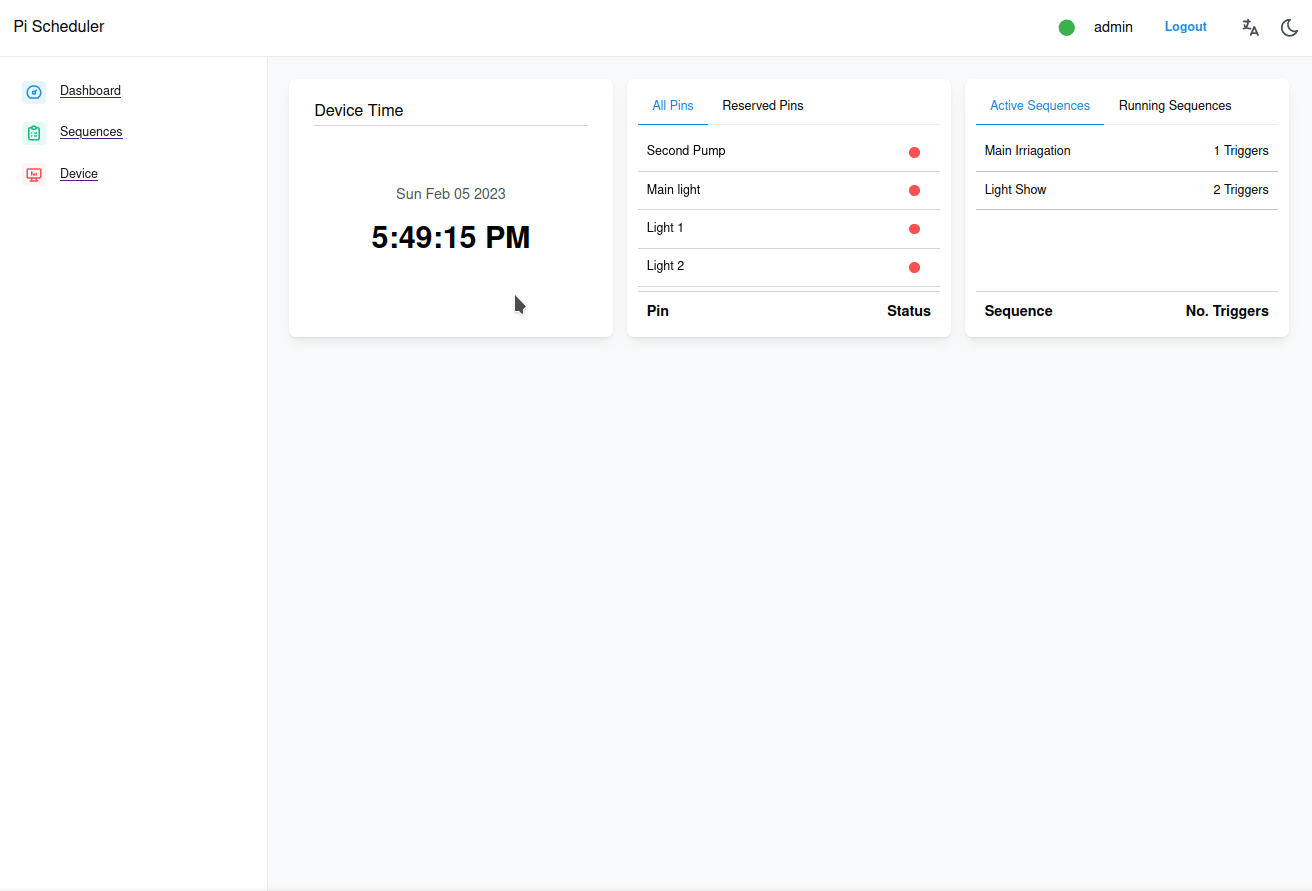 Pi Scheduler
admin
Logout
Dashboard
Sequences
Device
Device Time
Sun Feb 05 2023
5:49:15 PM
All Pins
Reserved Pins
Second Pump
Main light
Light 1
Light 2
Pin
Status
Active Sequences
Running Sequences
Main Irriagation
1 Triggers
Light Show
2 Triggers
Sequence
No. Triggers